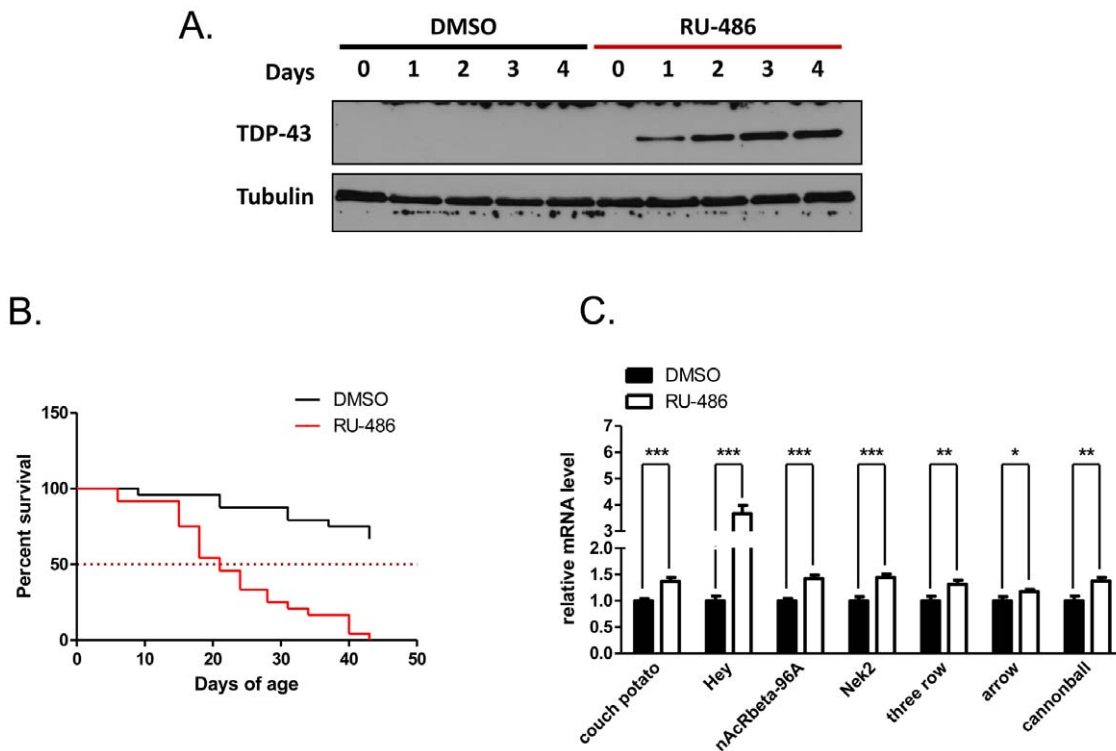 A.
DMSO RU-486
Days 0 1 2 3 4 0 1 2 3 4
TDP-43
Tubulin
B.
DMSO
RU-486
150
100
50
0
Percent survival
0 10 20 30 40 50
Days of age
C.
DMSO
RU-486
7
6
5
4
3
2.0
1.5
1.0
0.5
0.0
relative mRNA level
*** *** *** *** ** * **
couch potato
Hey
nAcRbeta-96A
Nek2
three row
arrow
cannonball